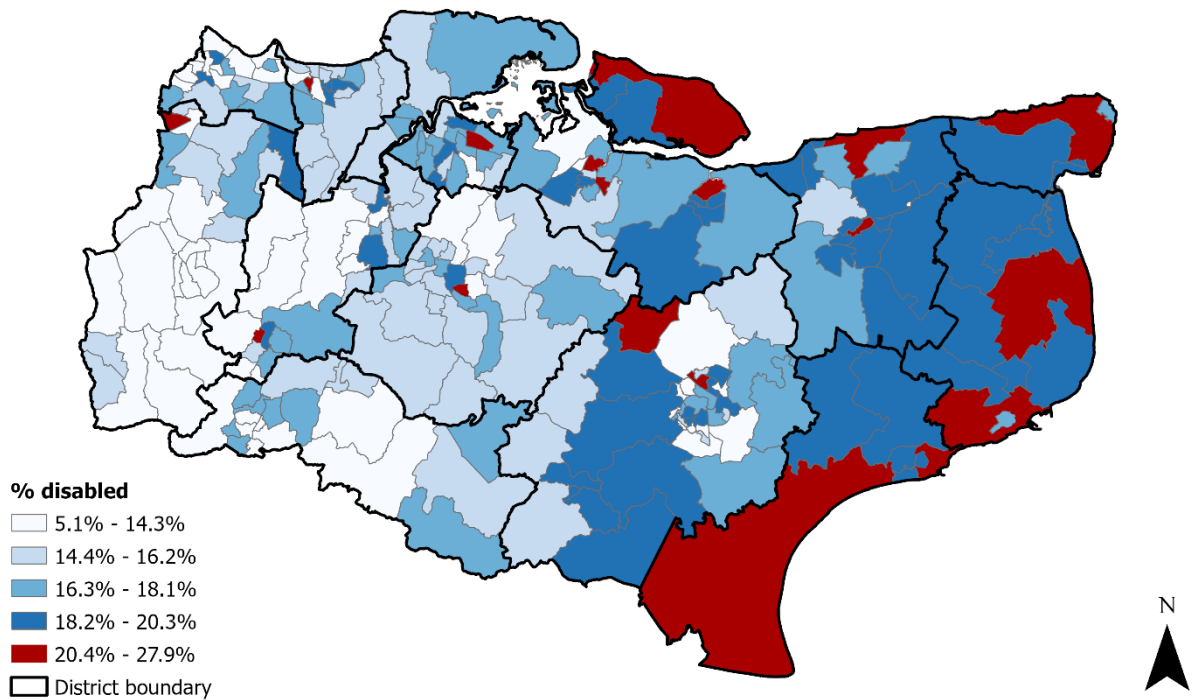 % disabled
5.1% - 14.3%
14.4% - 16.2%
16.3% - 18.1%
18.2% - 20.3%
20.4% - 27.9%
District boundary
N